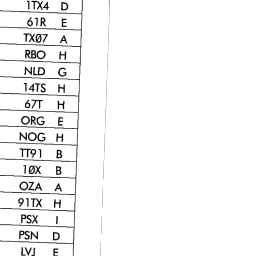 1TX4 D
61R E
TX07 A
RBO H
NLD G
14TS H
67T H
ORG E
NOG H
TT91 B
10X B
OZA A
91TX H
PSX I
PSN D
LVJ E